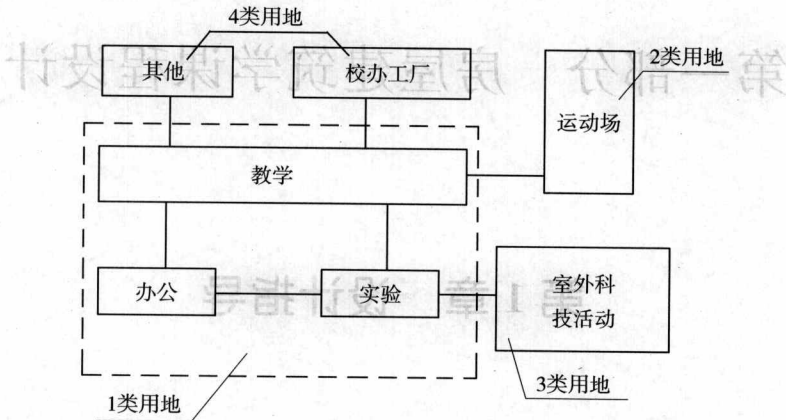 4类用地
其他
校办工厂
2类用地
运动场
教学
办公
实验
室外科
技活动
3类用地
1类用地
第一部分 房屋建筑学课程设计
第1章 设计指导